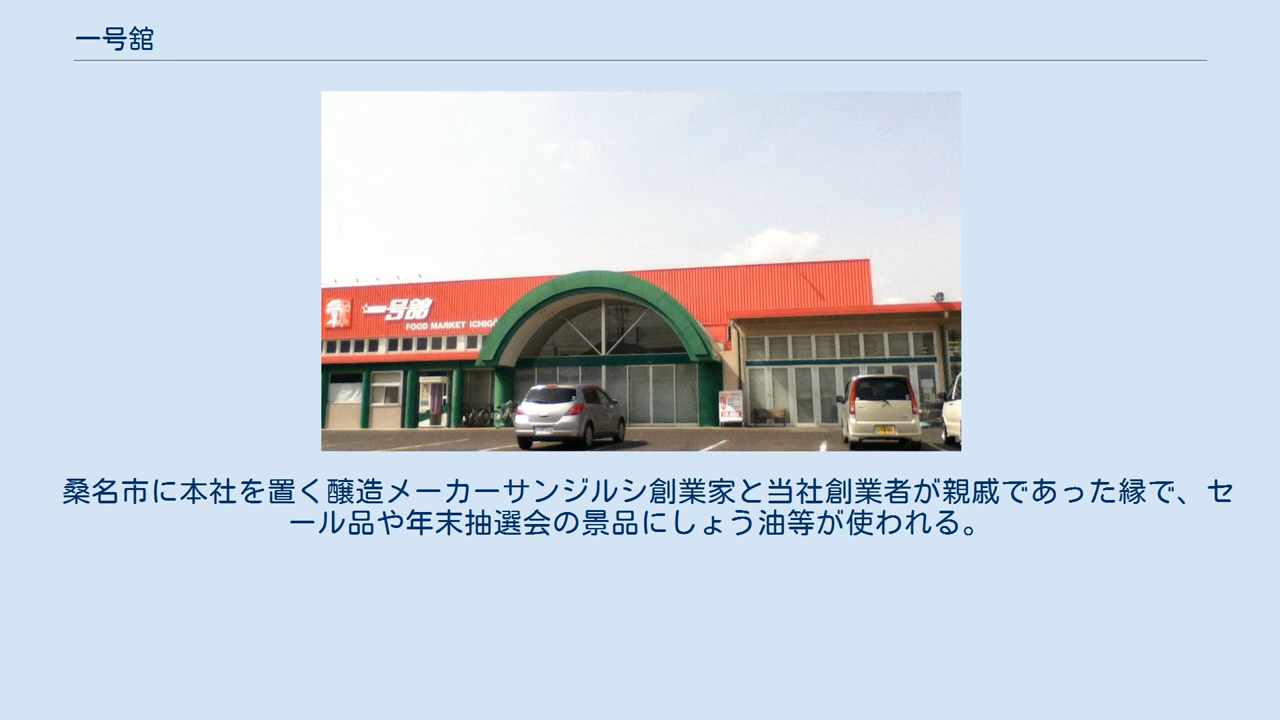 一号舘
一号舘
FOOD MARKET ICHIGŌ
桑名市に本社を置く醸造メーカーサンジルシ創業家と当社創業者が親戚であった縁で、セ
ール品や年末抽選会の景品にしょう油等が使われる。